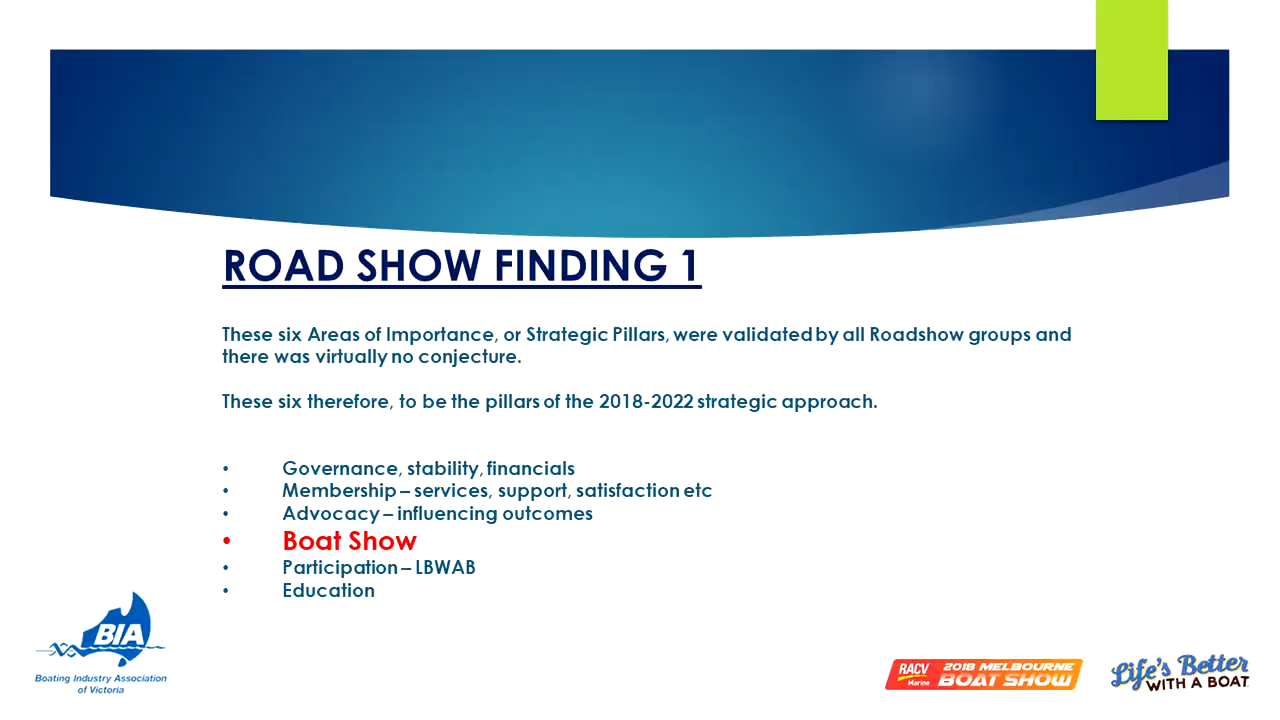 ROAD SHOW FINDING 1
These six Areas of Importance, or Strategic Pillars, were validated by all Roadshow groups and
there was virtually no conjecture.
These six therefore, to be the pillars of the 2018-2022 strategic approach.
• Governance, stability, financials
• Membership – services, support, satisfaction etc
• Advocacy – influencing outcomes
• Boat Show
• Participation – LBWAB
• Education
BIA
Boating Industry Association
of Victoria
RACV
Marine
2018 MELBOURNE
BOAT SHOW
Life's Better
WITH A BOAT